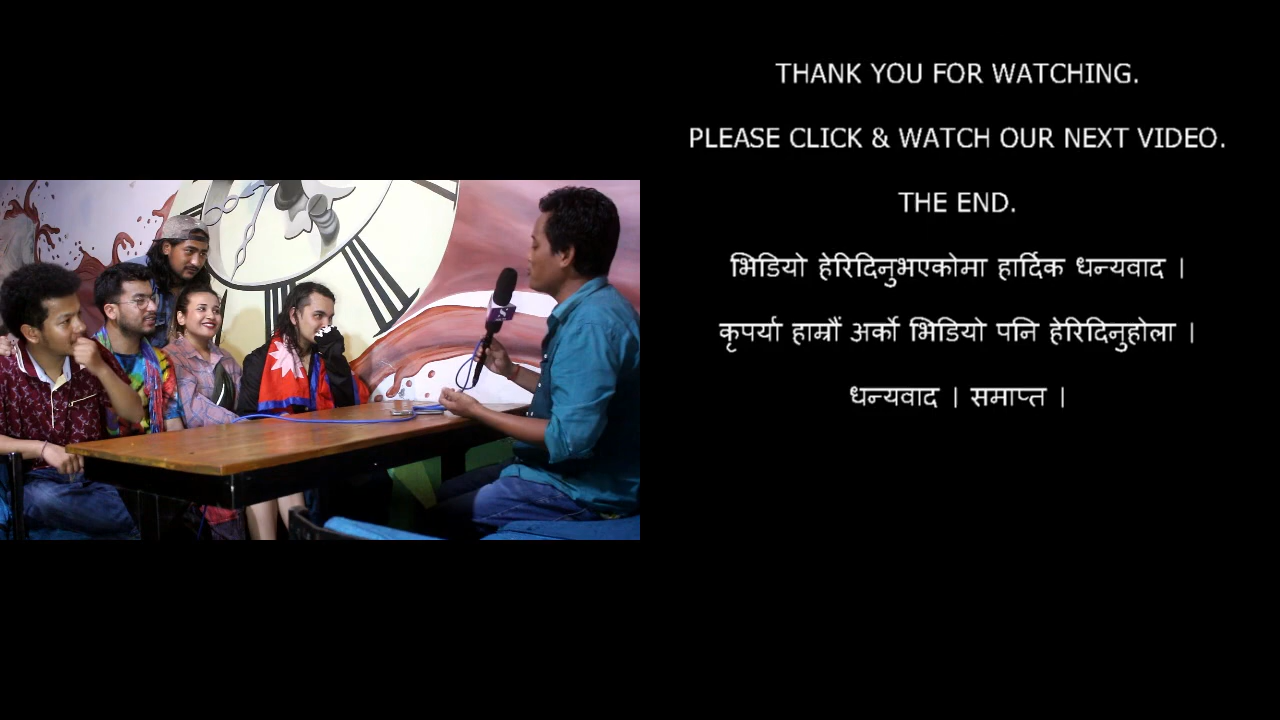 THANK YOU FOR WATCHING.
PLEASE CLICK & WATCH OUR NEXT VIDEO.
THE END.
भिडियो हेरिदिनुभएकोमा हार्दिक धन्यवाद |
कृपर्या हाम्रौं अर्को भिडियो पनि हेरिदिनुहोला |
धन्यवाद | समाप्त |